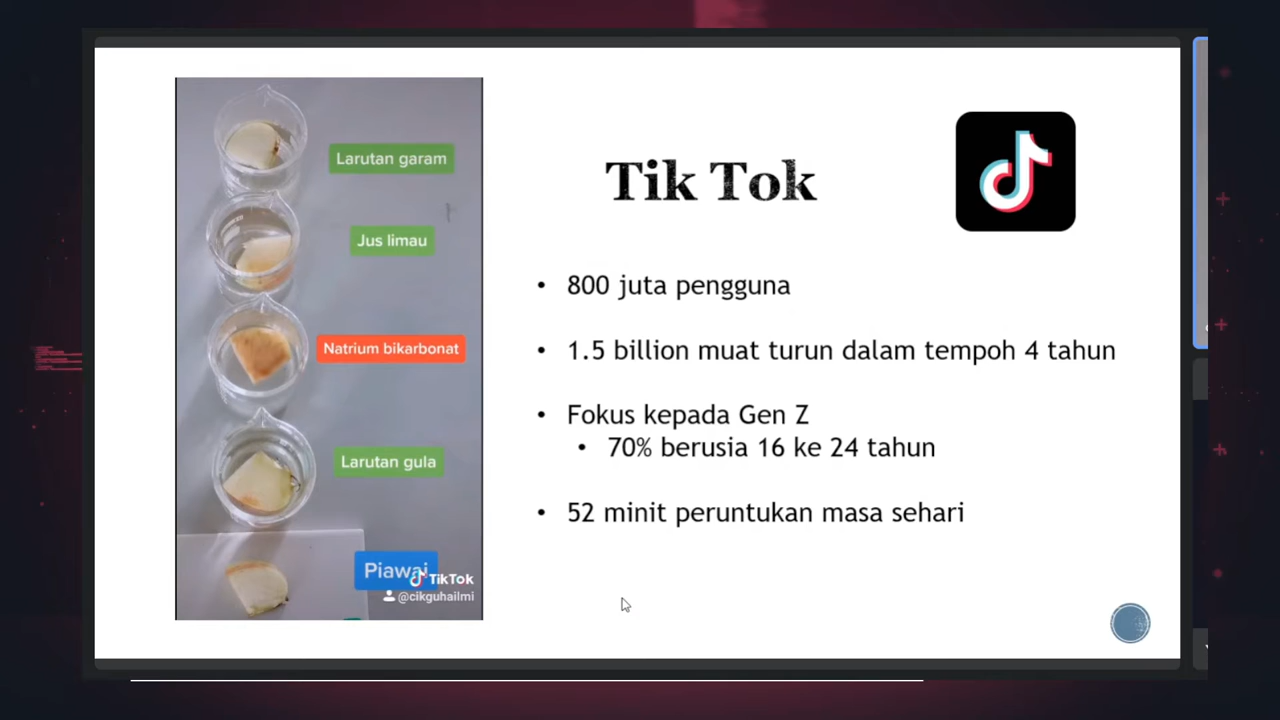 Larutan garam
Jus limau
Natrium bikarbonat
Larutan gula
Piawai
TikTok
@cikguhailmi
Tik Tok
• 800 juta pengguna
• 1.5 billion muat turun dalam tempoh 4 tahun
• Fokus kepada Gen Z
• 70% berusia 16 ke 24 tahun
• 52 minit peruntukan masa sehari